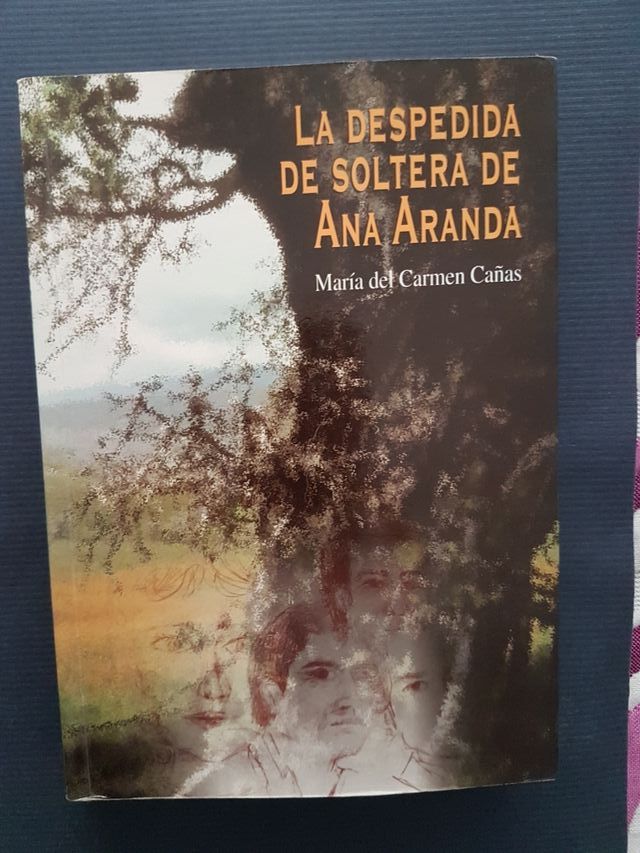 LA DESPEDIDA
DE SOLTERA DE
ANA ARANDA
María del Carmen Cañas